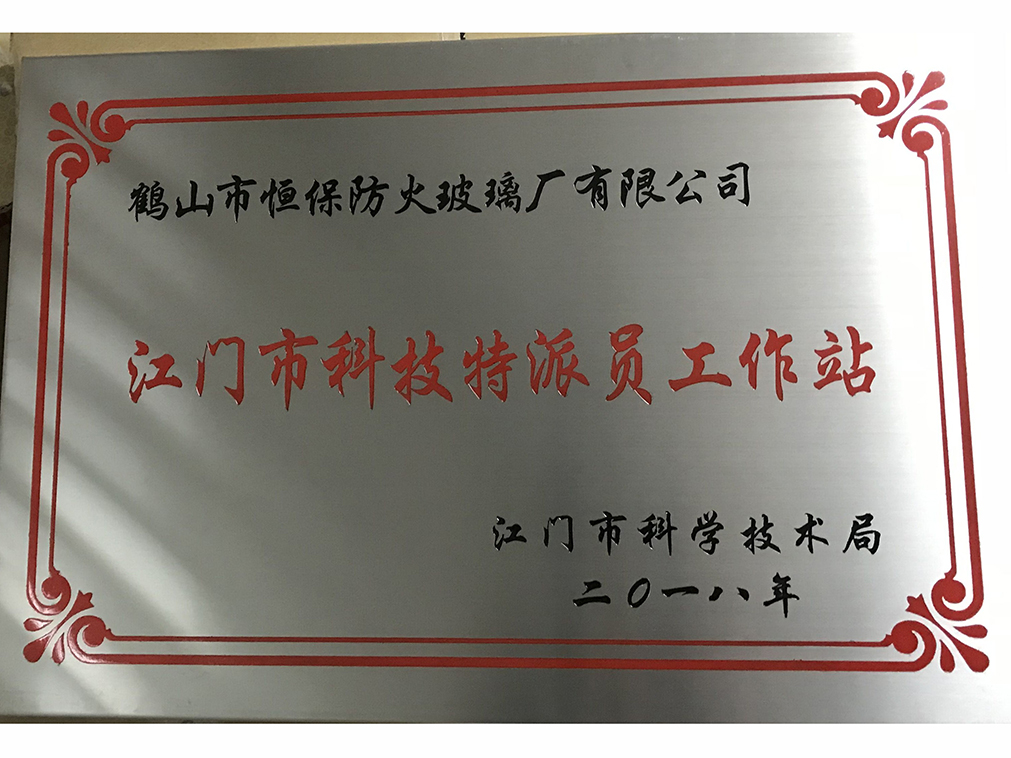 鹤山市恒保防火玻璃厂有限公司
江门市科技特派员工作站
江门市科学技术局
二〇一八年